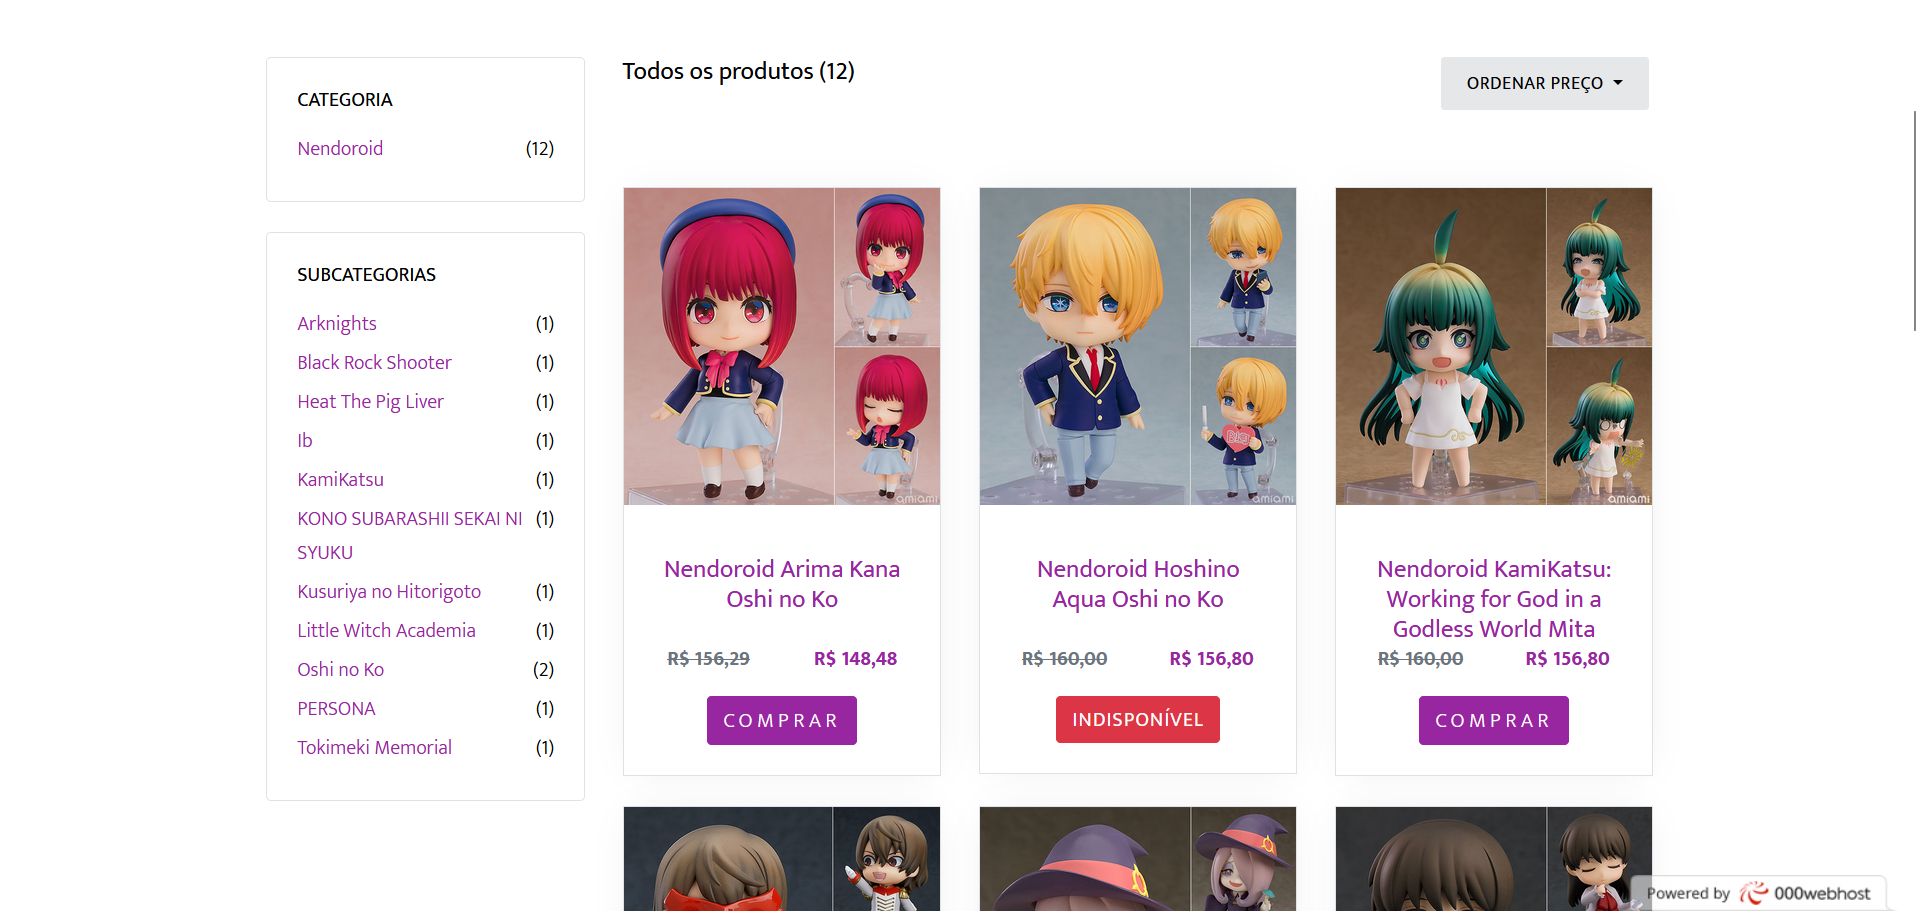 CATEGORIA
Nendoroid (12)
SUBCATEGORIAS
Arknights (1)
Black Rock Shooter (1)
Heat The Pig Liver (1)
Ib (1)
KamiKatsu (1)
KONO SUBARASHII SEKAI NI (1)
SYUKU
Kusuriya no Hitorigoto (1)
Little Witch Academia (1)
Oshi no Ko (2)
PERSONA (1)
Tokimeki Memorial (1)
Todos os produtos (12)
ORDENAR PREÇO
amiami
Nendoroid Arima Kana
Oshi no Ko
R$ 156,29 R$ 148,48
COMPRAR
amiami
Nendoroid Hoshino
Aqua Oshi no Ko
R$ 160,00 R$ 156,80
INDISPONÍVEL
amiami
Nendoroid KamiKatsu:
Working for God in a
Godless World Mita
R$ 160,00 R$ 156,80
COMPRAR
Powered by 000webhost